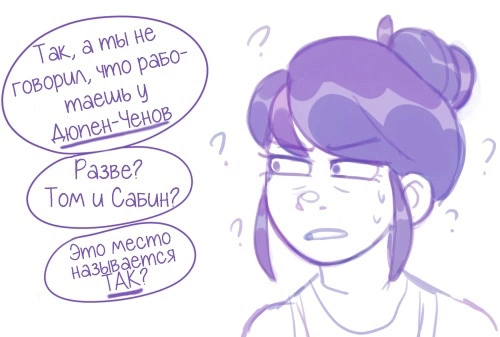 Так, а ты не
говорил, что рабо-
таешь у
Дюпен-Ченов
Разве?
Том и Сабин?
Это место
называется
ТАК?
?
?
?
?
?